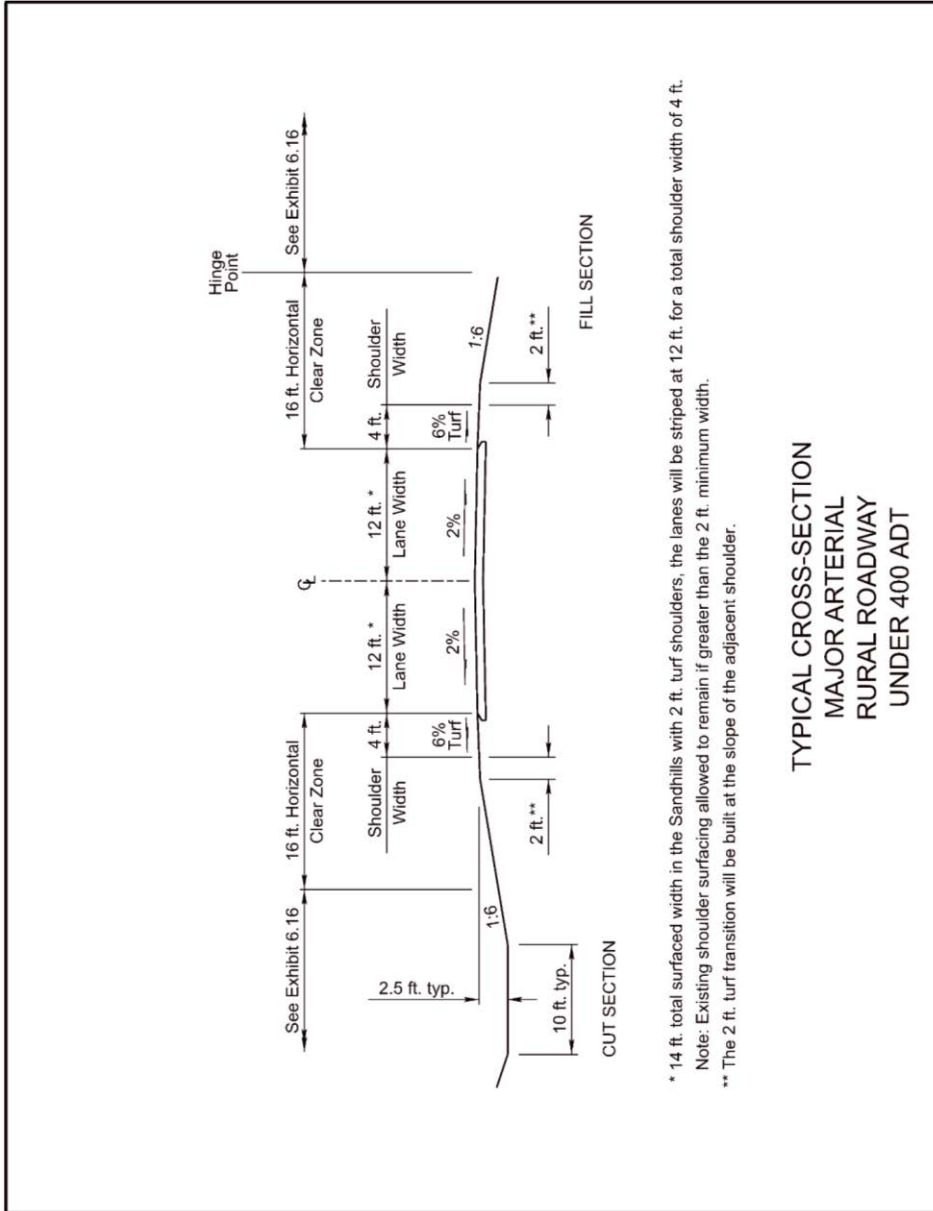 Hinge
Point
See Exhibit 6.16
16 ft. Horizontal
Clear Zone
16 ft. Horizontal
Clear Zone
See Exhibit 6.16
℄
Shoulder
Width
4 ft.
12 ft. *
Lane Width
12 ft. *
Lane Width
4 ft.
Shoulder
Width
6%
Turf
2%
2%
6%
Turf
1:6
1:6
2.5 ft. typ.
2 ft.**
2 ft.**
10 ft. typ.
CUT SECTION
FILL SECTION
* 14 ft. total surfaced width in the Sandhills with 2 ft. turf shoulders, the lanes will be striped at 12 ft. for a total shoulder width of 4 ft.
Note: Existing shoulder surfacing allowed to remain if greater than the 2 ft. minimum width.
** The 2 ft. turf transition will be built at the slope of the adjacent shoulder.
TYPICAL CROSS-SECTION
MAJOR ARTERIAL
RURAL ROADWAY
UNDER 400 ADT